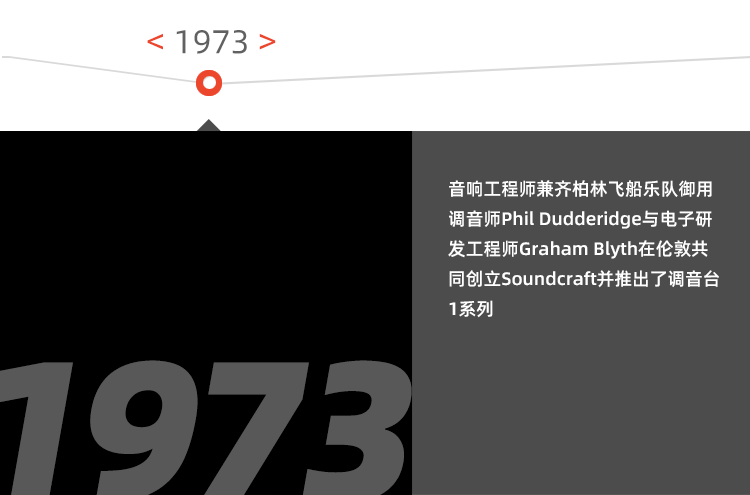 < 1973 >
音响工程师兼齐柏林飞船乐队御用
调音师Phil Dudderidge与电子研
发工程师Graham Blyth在伦敦共
同创立Soundcraft并推出了调音台
1系列
1973